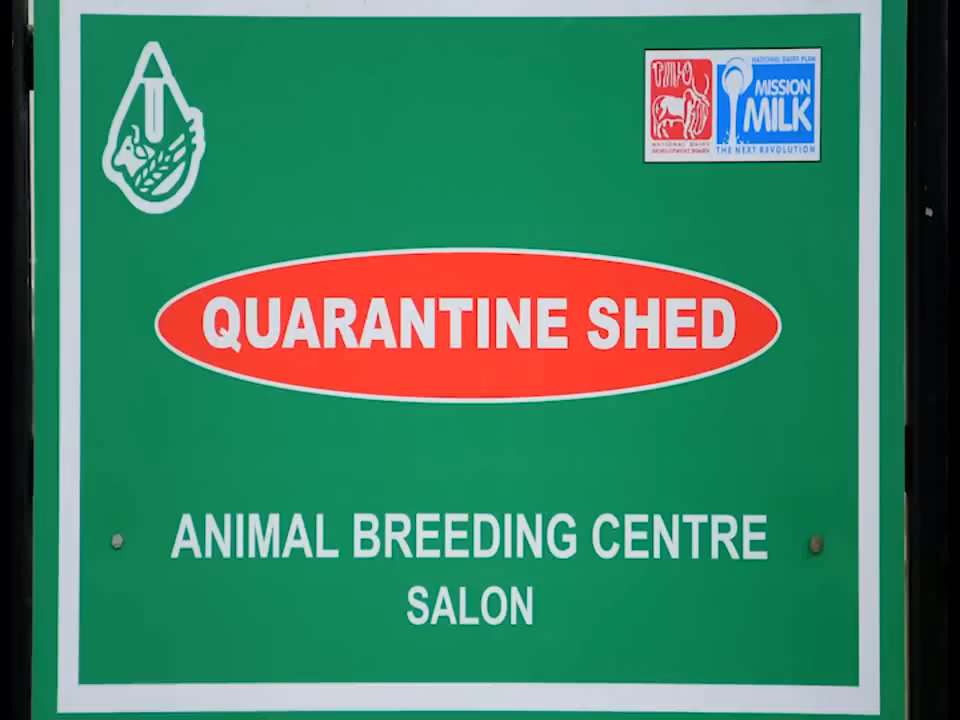 NATIONAL DAIRY PLAN
MISSION
MILK
NATIONAL DAIRY
DEVELOPMENT BOARD
THE NEXT REVOLUTION
QUARANTINE SHED
ANIMAL BREEDING CENTRE
SALON